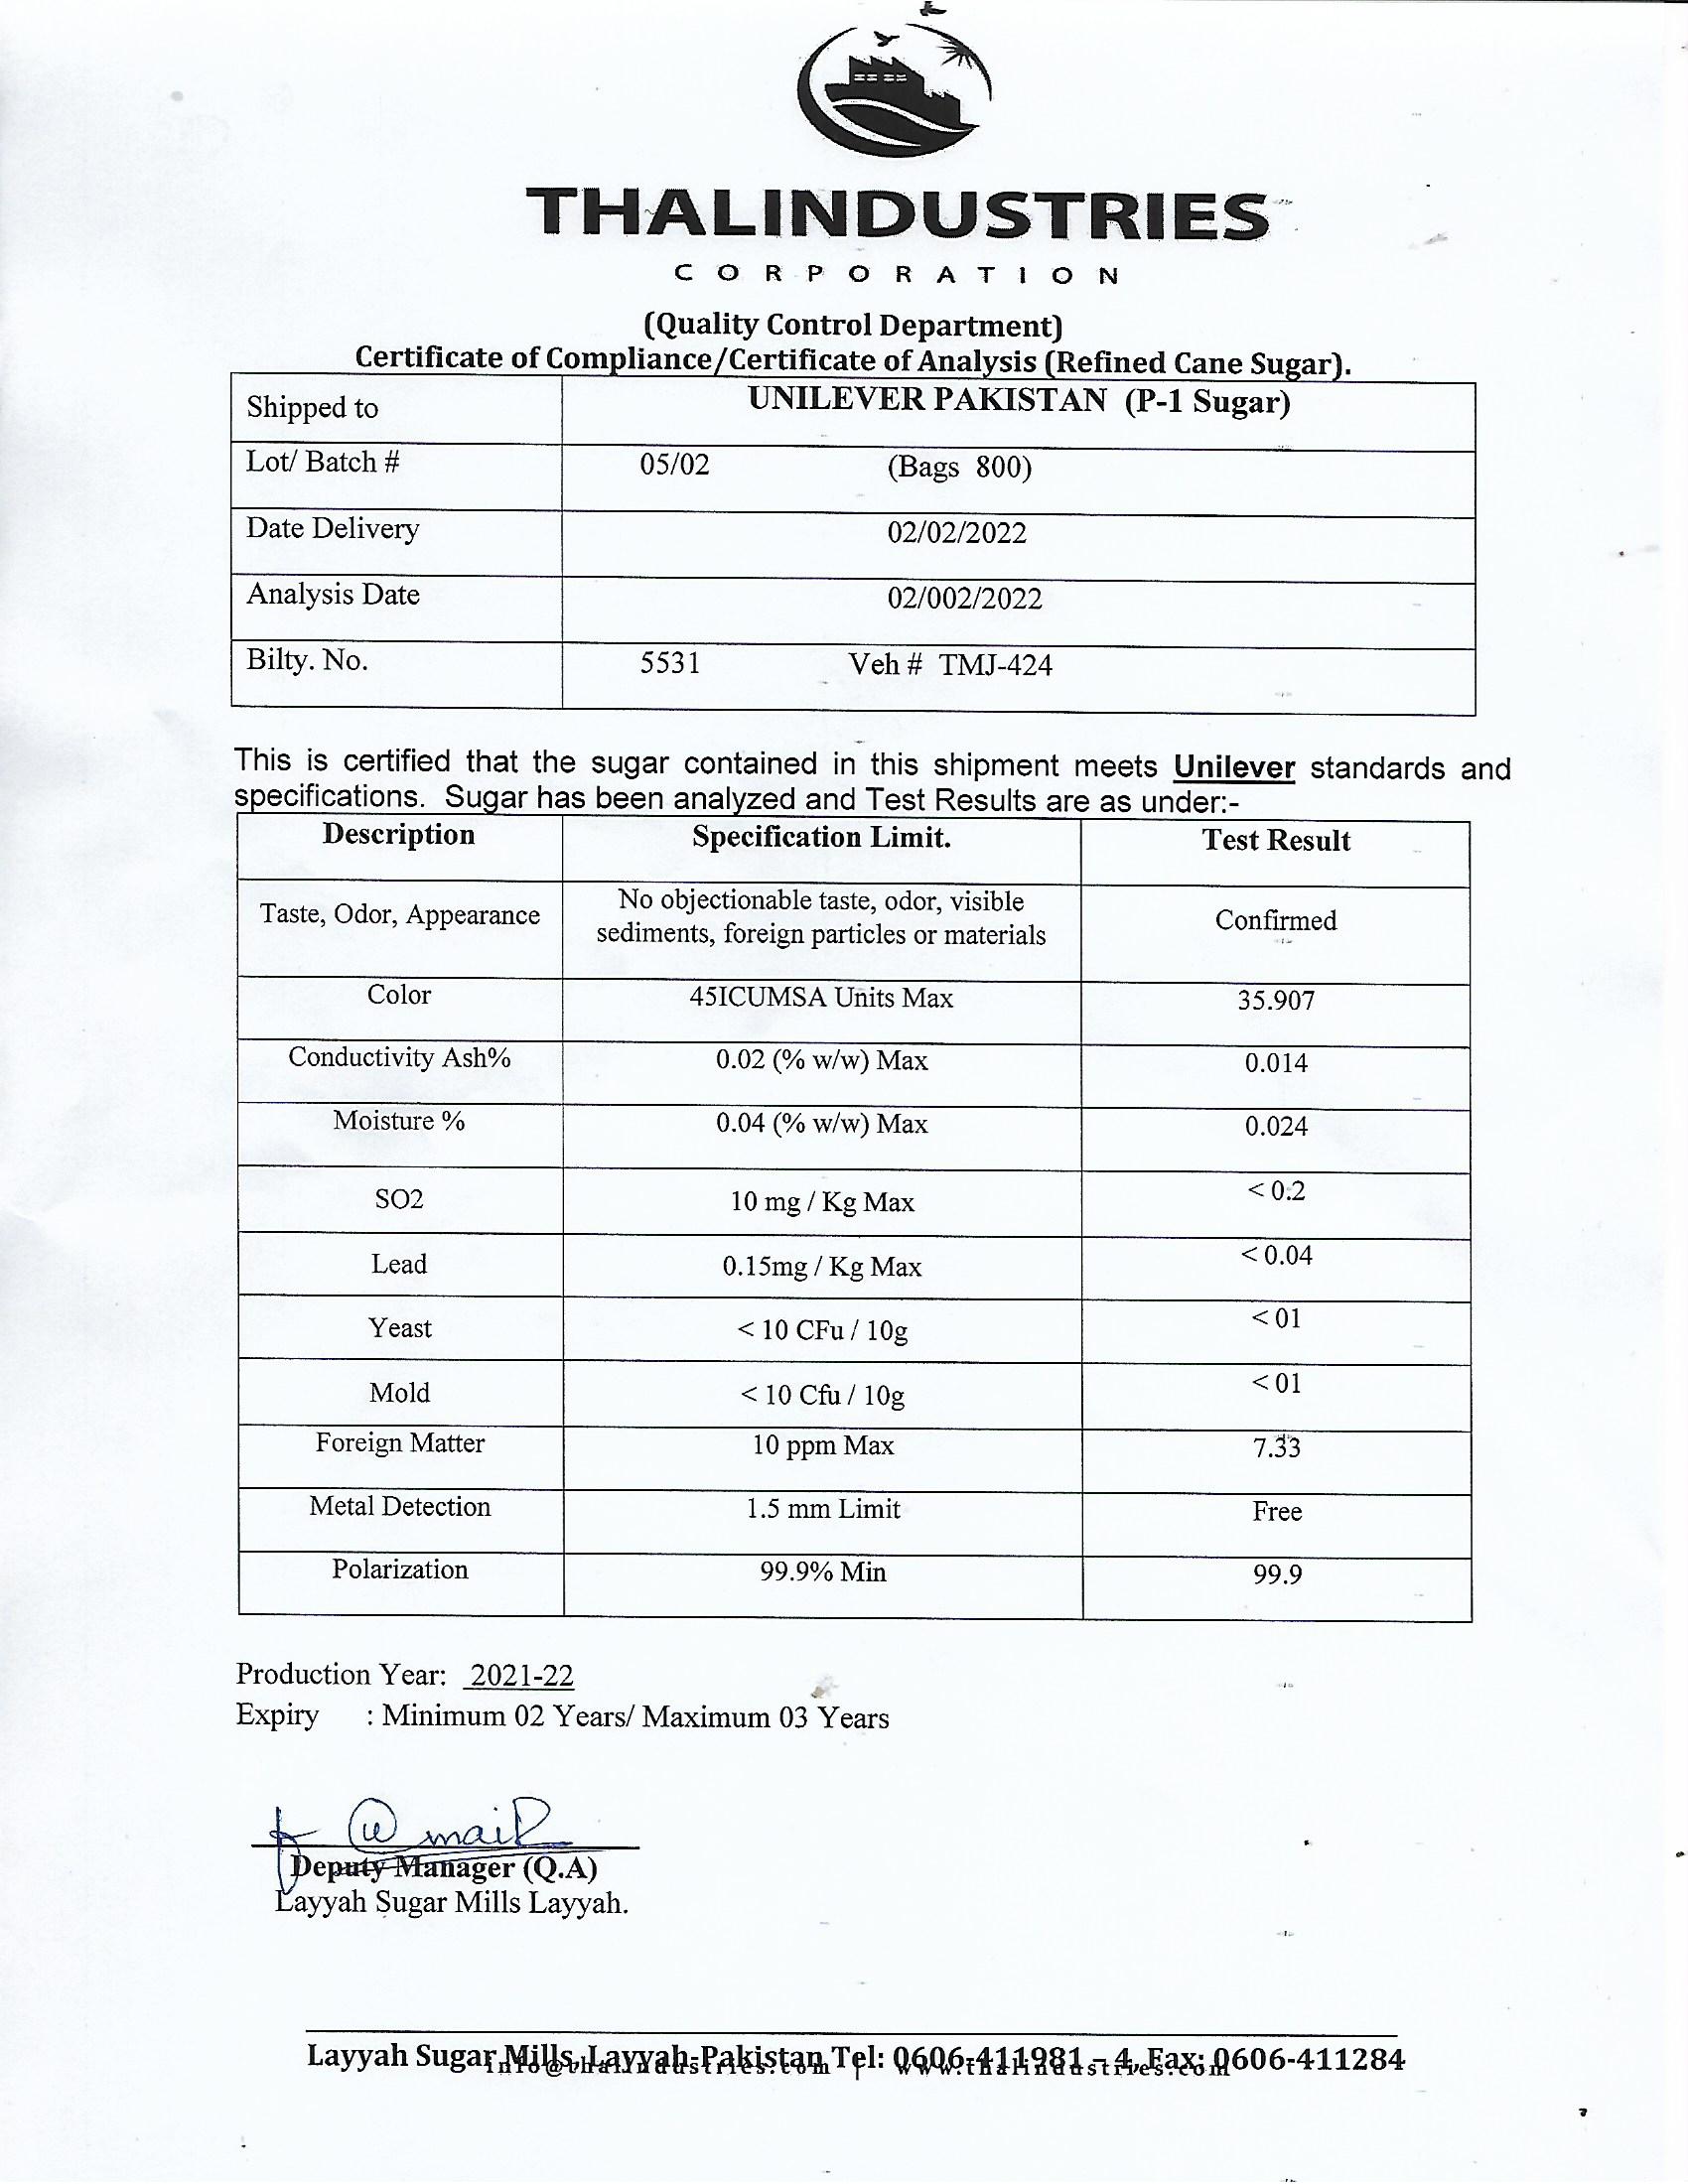 THALINDUSTRIES
CORPORATION
(Quality Control Department)
Certificate of Compliance/Certificate of Analysis (Refined Cane Sugar).
Shipped to UNILEVER PAKISTAN (P-1 Sugar)
Lot/ Batch # 05/02 (Bags 800)
Date Delivery 02/02/2022
Analysis Date 02/002/2022
Bilty. No. 5531 Veh # TMJ-424
This is certified that the sugar contained in this shipment meets Unilever standards and
specifications. Sugar has been analyzed and Test Results are as under:-
Description Specification Limit. Test Result
Taste, Odor, Appearance No objectionable taste, odor, visible
sediments, foreign particles or materials Confirmed
Color 45ICUMSA Units Max 35.907
Conductivity Ash% 0.02 (% w/w) Max 0.014
Moisture % 0.04 (% w/w) Max 0.024
SO2 10 mg / Kg Max < 0.2
Lead 0.15mg / Kg Max < 0.04
Yeast < 10 CFu / 10g < 01
Mold < 10 Cfu / 10g < 01
Foreign Matter 10 ppm Max 7.33
Metal Detection 1.5 mm Limit Free
Polarization 99.9% Min 99.9
Production Year: 2021-22
Expiry : Minimum 02 Years/ Maximum 03 Years
Deputy Manager (Q.A)
Layyah Sugar Mills Layyah.
Layyah Sugar Mills, Layyah-Pakistan Tel: 0606-411981 – 4, Fax: 0606-411284
info@thalindustries.com | www.thalindustries.com